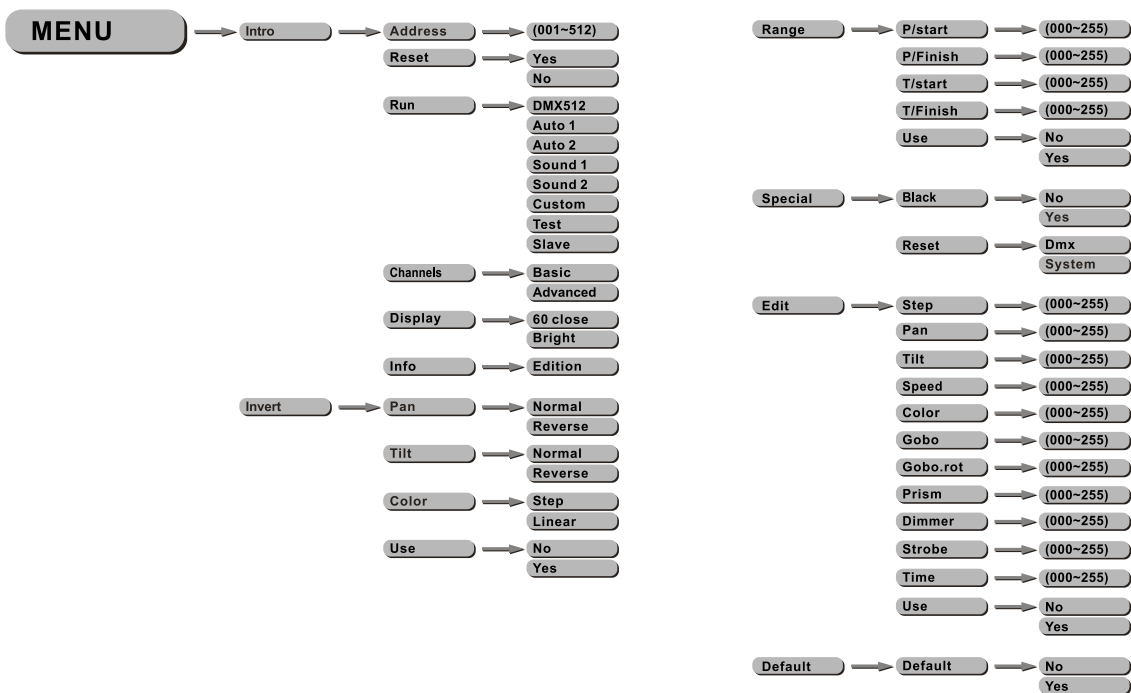 MENU
Intro
Address
(001~512)
Reset
Yes
No
Run
DMX512
Auto 1
Auto 2
Sound 1
Sound 2
Custom
Test
Slave
Channels
Basic
Advanced
Display
60 close
Bright
Info
Edition
Invert
Pan
Normal
Reverse
Tilt
Normal
Reverse
Color
Step
Linear
Use
No
Yes
Range
P/start
(000~255)
P/Finish
(000~255)
T/start
(000~255)
T/Finish
(000~255)
Use
No
Yes
Special
Black
No
Yes
Reset
Dmx
System
Edit
Step
(000~255)
Pan
(000~255)
Tilt
(000~255)
Speed
(000~255)
Color
(000~255)
Gobo
(000~255)
Gobo.rot
(000~255)
Prism
(000~255)
Dimmer
(000~255)
Strobe
(000~255)
Time
(000~255)
Use
No
Yes
Default
Default
No
Yes